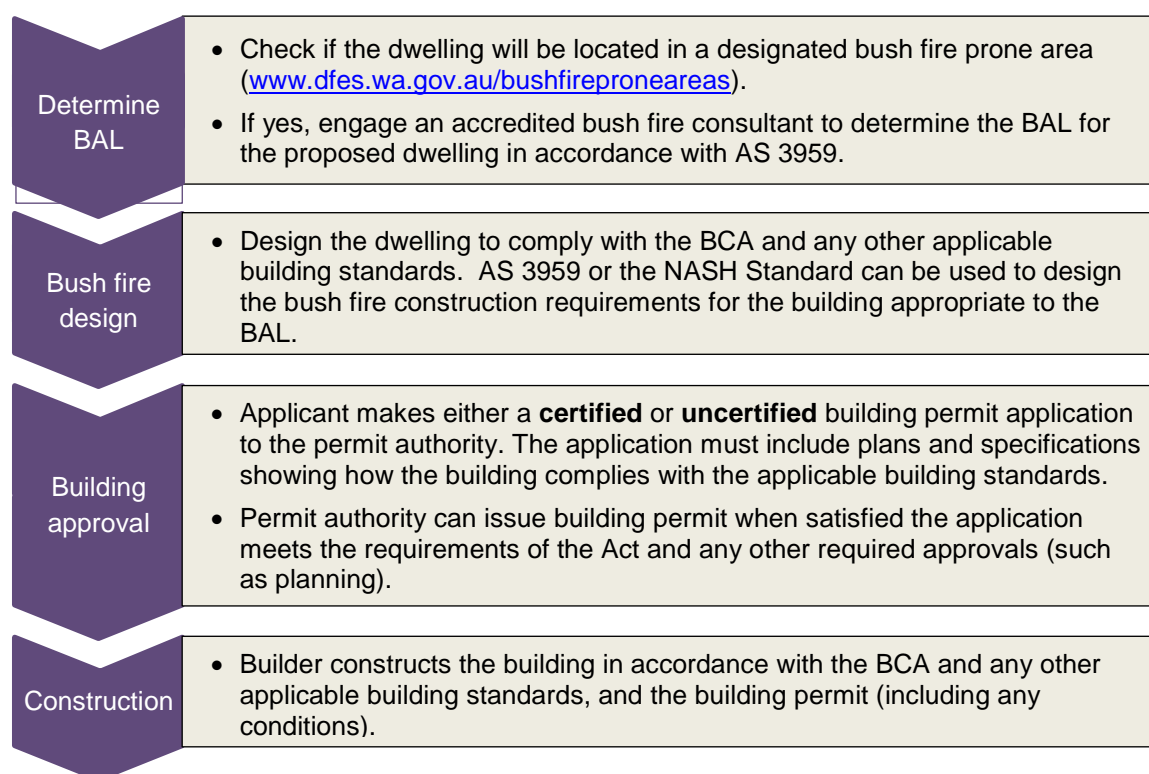 Determine
BAL
• Check if the dwelling will be located in a designated bush fire prone area
(www.dfes.wa.gov.au/bushfireproneareas).
• If yes, engage an accredited bush fire consultant to determine the BAL for
the proposed dwelling in accordance with AS 3959.
Bush fire
design
• Design the dwelling to comply with the BCA and any other applicable
building standards.  AS 3959 or the NASH Standard can be used to design
the bush fire construction requirements for the building appropriate to the
BAL.
Building
approval
• Applicant makes either a certified or uncertified building permit application
to the permit authority. The application must include plans and specifications
showing how the building complies with the applicable building standards.
• Permit authority can issue building permit when satisfied the application
meets the requirements of the Act and any other required approvals (such
as planning).
Construction
• Builder constructs the building in accordance with the BCA and any other
applicable building standards, and the building permit (including any
conditions).